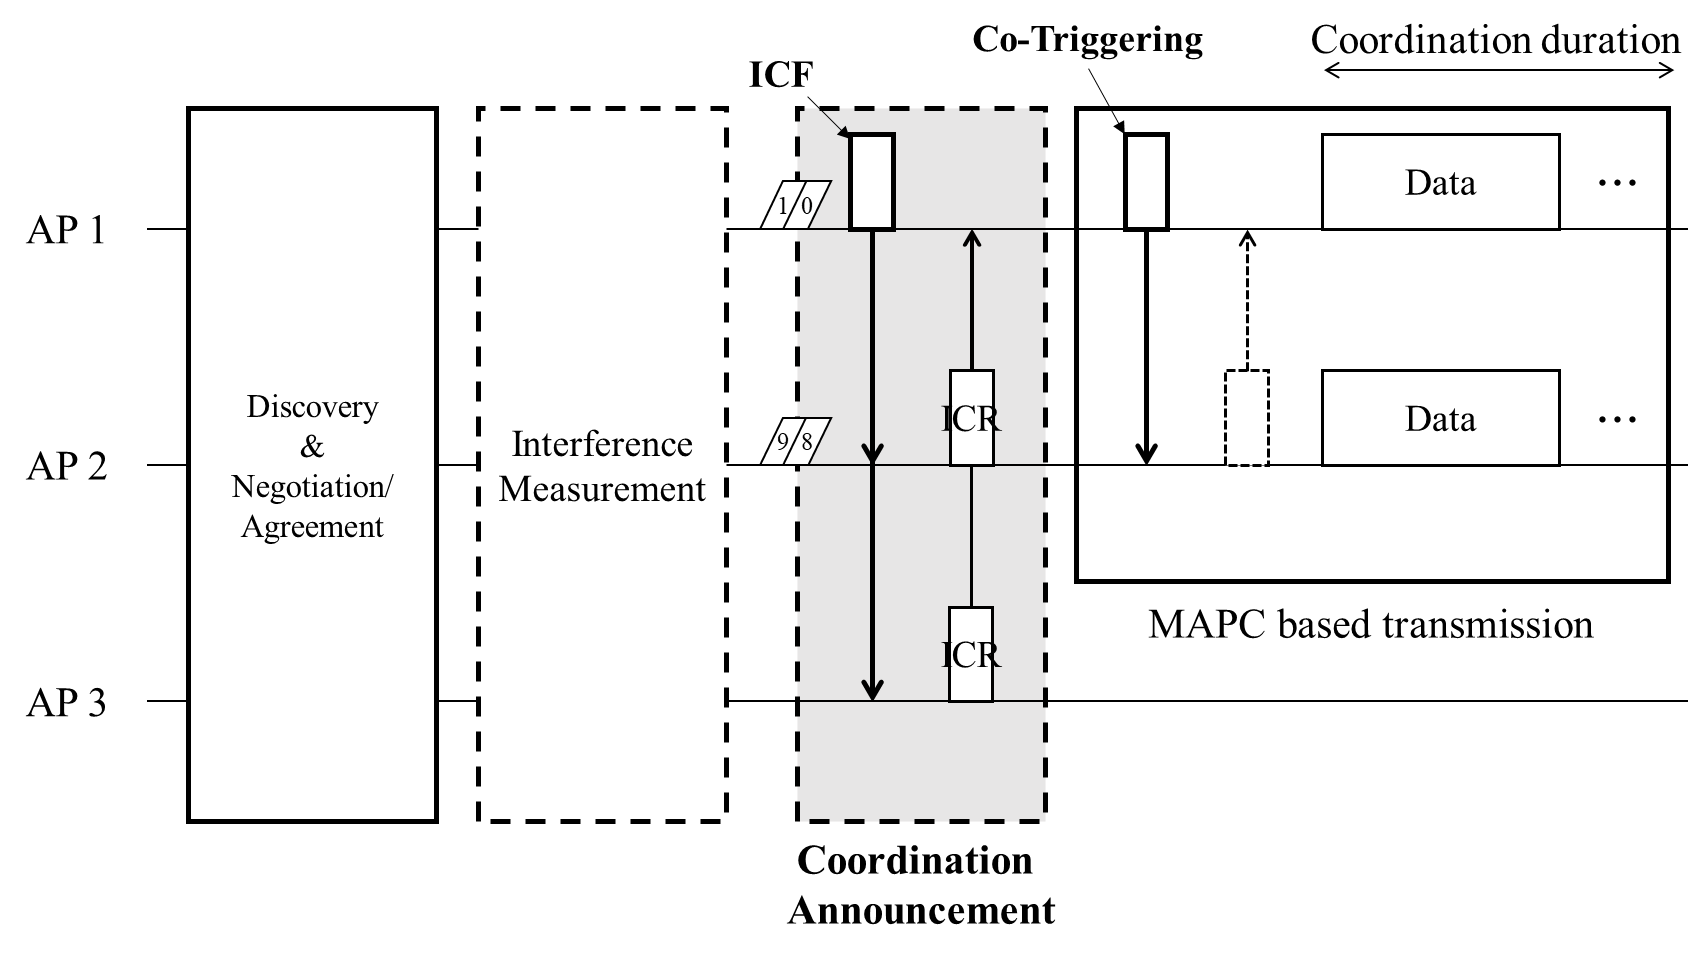 Co-Triggering
Coordination duration
ICF
Data
...
1 0
AP 1
Discovery
&
Negotiation/
Agreement
Interference
Measurement
ICR
Data
...
9 8
AP 2
MAPC based transmission
ICR
AP 3
Coordination
Announcement